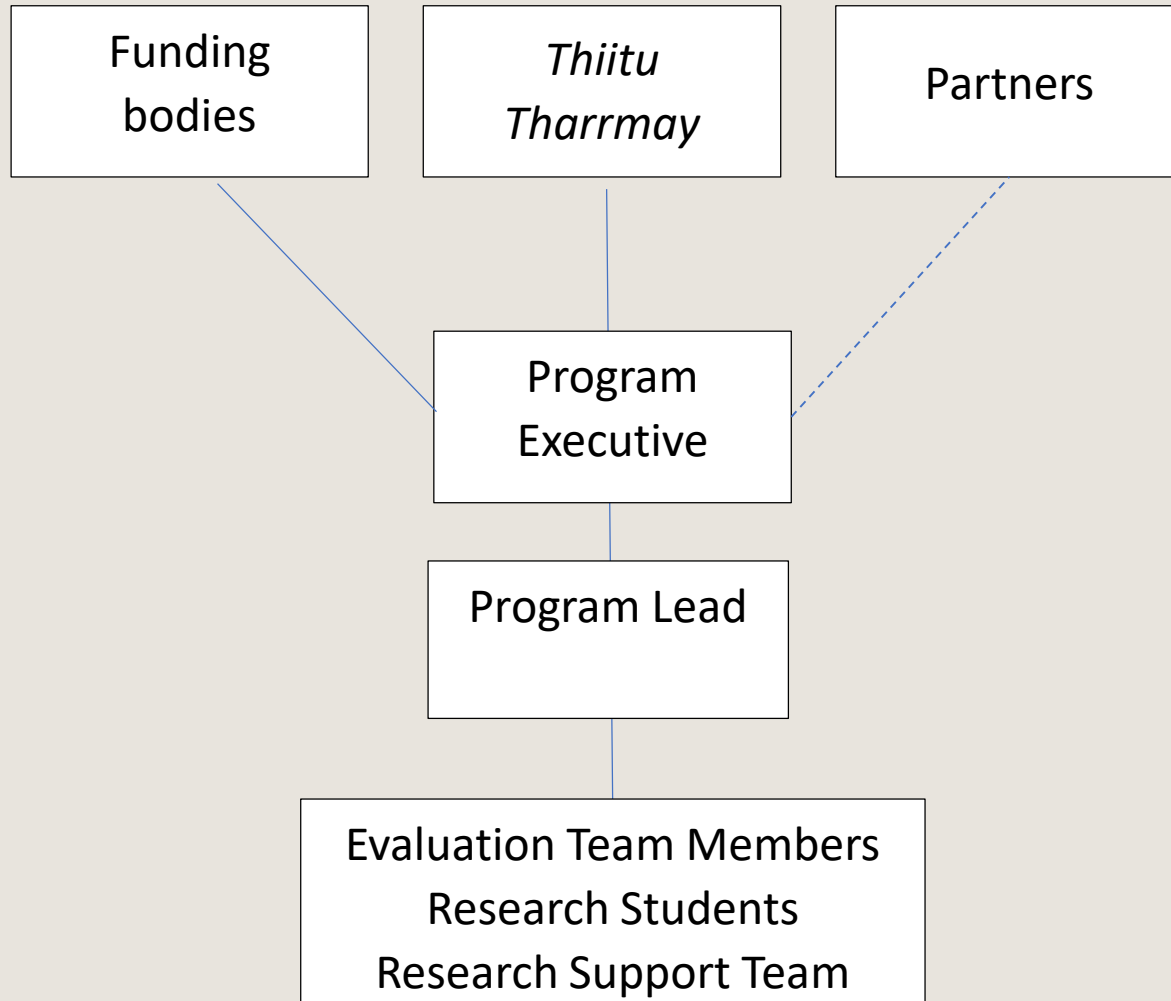 Funding
bodies
Thiitu
Tharrmay
Partners
Program
Executive
Program Lead
Evaluation Team Members
Research Students
Research Support Team